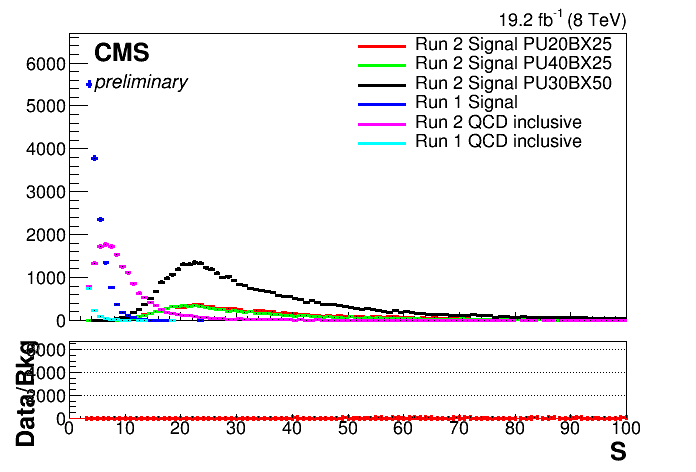 19.2 fb-1 (8 TeV)
CMS
preliminary
Run 2 Signal PU20BX25
Run 2 Signal PU40BX25
Run 2 Signal PU30BX50
Run 1 Signal
Run 2 QCD inclusive
Run 1 QCD inclusive
6000
5000
4000
3000
2000
1000
0
Data/Bkg
6000
4000
2000
0
0 10 20 30 40 50 60 70 80 90 100
S